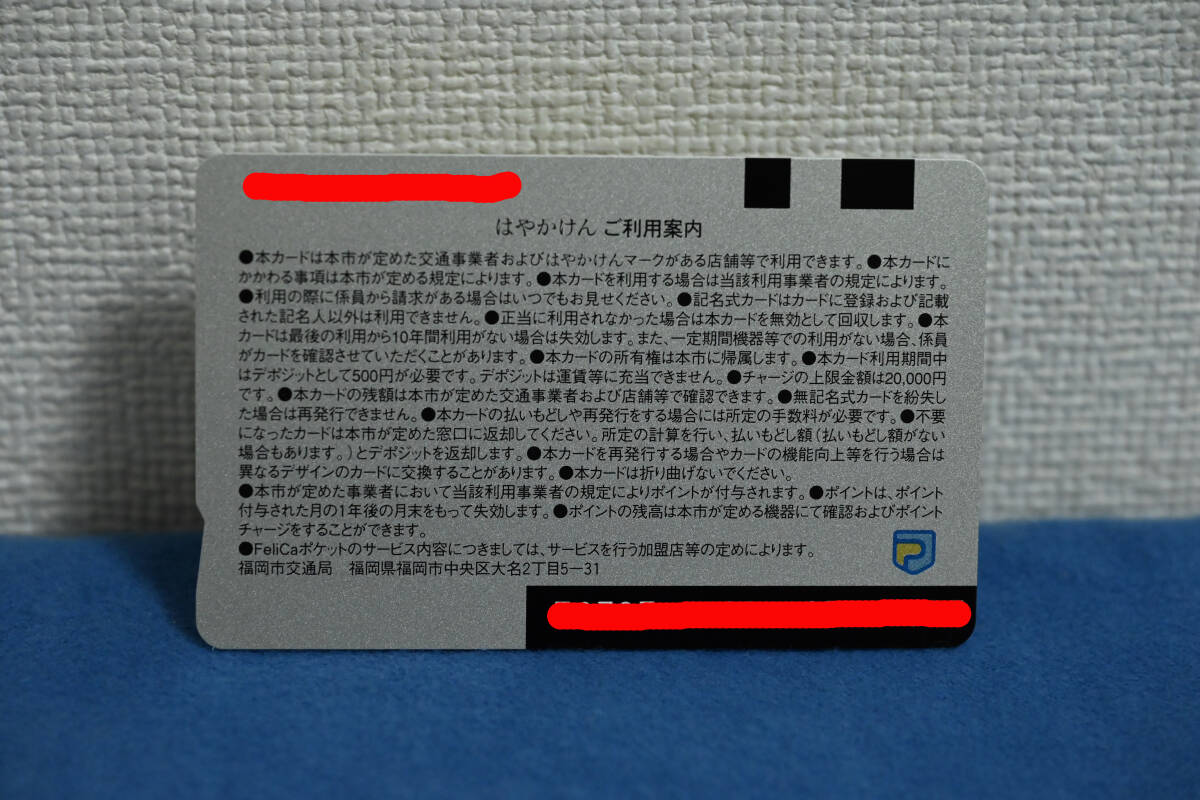 はやかけん ご利用案内
●本カードは本市が定めた交通事業者およびはやかけんマークがある店舗等で利用できます。●本カードに
かかわる事項は本市が定める規定によります。●本カードを利用する場合は当該利用事業者の規定によります。
●利用の際に係員から請求がある場合はいつでもお見せください。●記名式カードはカードに登録および記載
された記名人以外は利用できません。●正当に利用されなかった場合は本カードを無効として回収します。●本
カードは最後の利用から10年間利用がない場合は失効します。また、一定期間機器等での利用がない場合、係員
がカードを確認させていただくことがあります。●本カードの所有権は本市に帰属します。●本カード利用期間中
はデポジットとして500円が必要です。デポジットは運賃等に充当できません。●チャージの上限金額は20,000円
です。●本カードの残額は本市が定めた交通事業者および店舗等で確認できます。●無記名式カードを紛失し
た場合は再発行できません。●本カードの払いもどしや再発行をする場合には所定の手数料が必要です。●不要
になったカードは本市が定めた窓口に返却してください。所定の計算を行い、払いもどし額（払いもどし額がない
場合もあります。）とデポジットを返却します。●本カードを再発行する場合やカードの機能向上等を行う場合は
異なるデザインのカードに交換することがあります。●本カードは折り曲げないでください。
●本市が定めた事業者において当該利用事業者の規定によりポイントが付与されます。●ポイントは、ポイント
付与された月の1年後の月末をもって失効します。●ポイントの残高は本市が定める機器にて確認およびポイント
チャージをすることができます。
●FeliCaポケットのサービス内容につきましては、サービスを行う加盟店等の定めによります。
福岡市交通局　福岡県福岡市中央区大名2丁目5−31